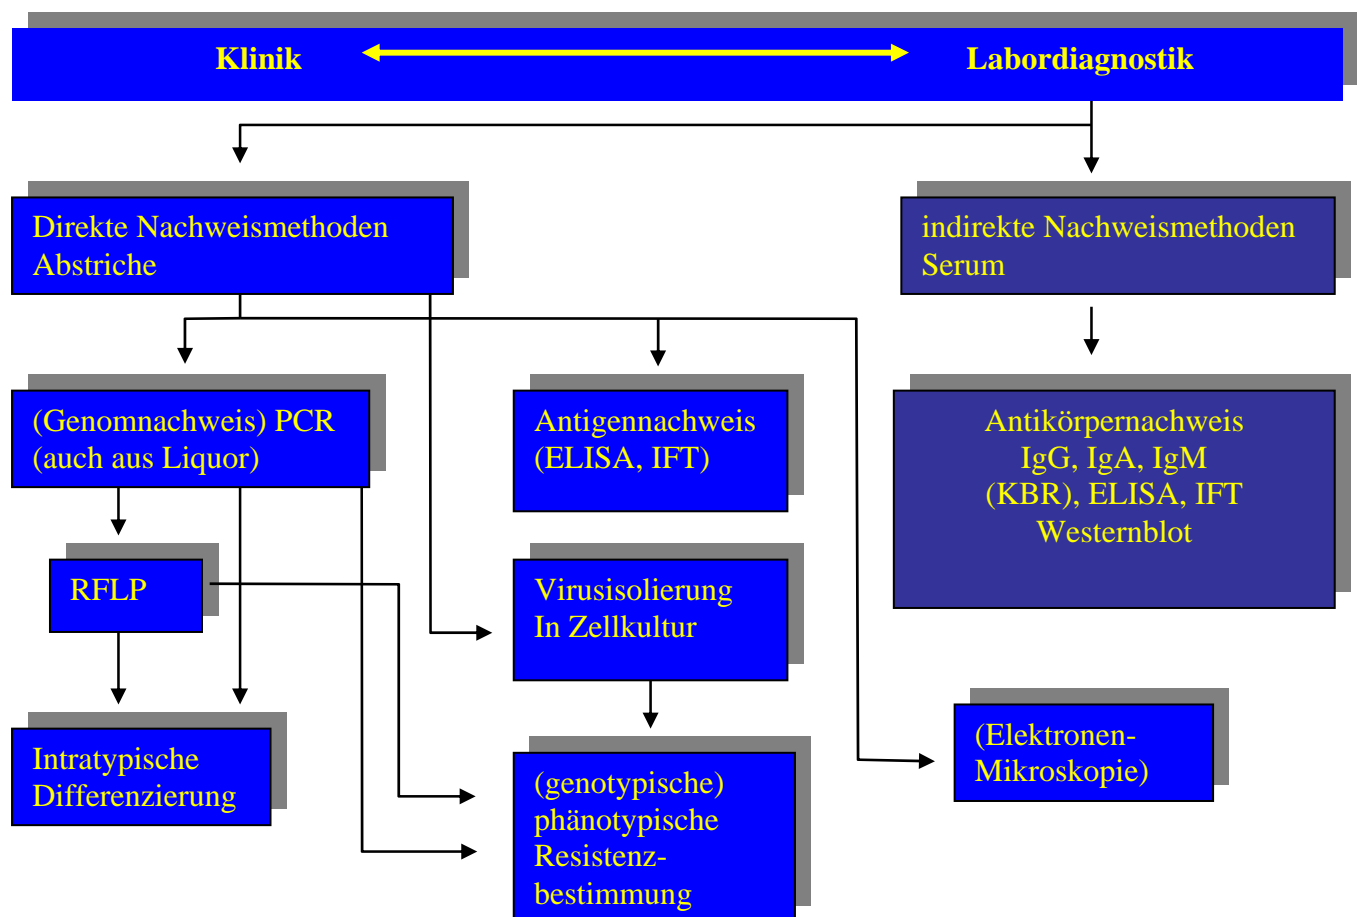 Klinik
Labordiagnostik
Direkte Nachweismethoden
Abstriche
indirekte Nachweismethoden
Serum
(Genomnachweis) PCR
(auch aus Liquor)
Antigennachweis
(ELISA, IFT)
Antikörpernachweis
IgG, IgA, IgM
(KBR), ELISA, IFT
Westernblot
RFLP
Virusisolierung
In Zellkultur
Intratypische
Differenzierung
(genotypische)
phänotypische
Resistenz-
bestimmung
(Elektronen-
Mikroskopie)